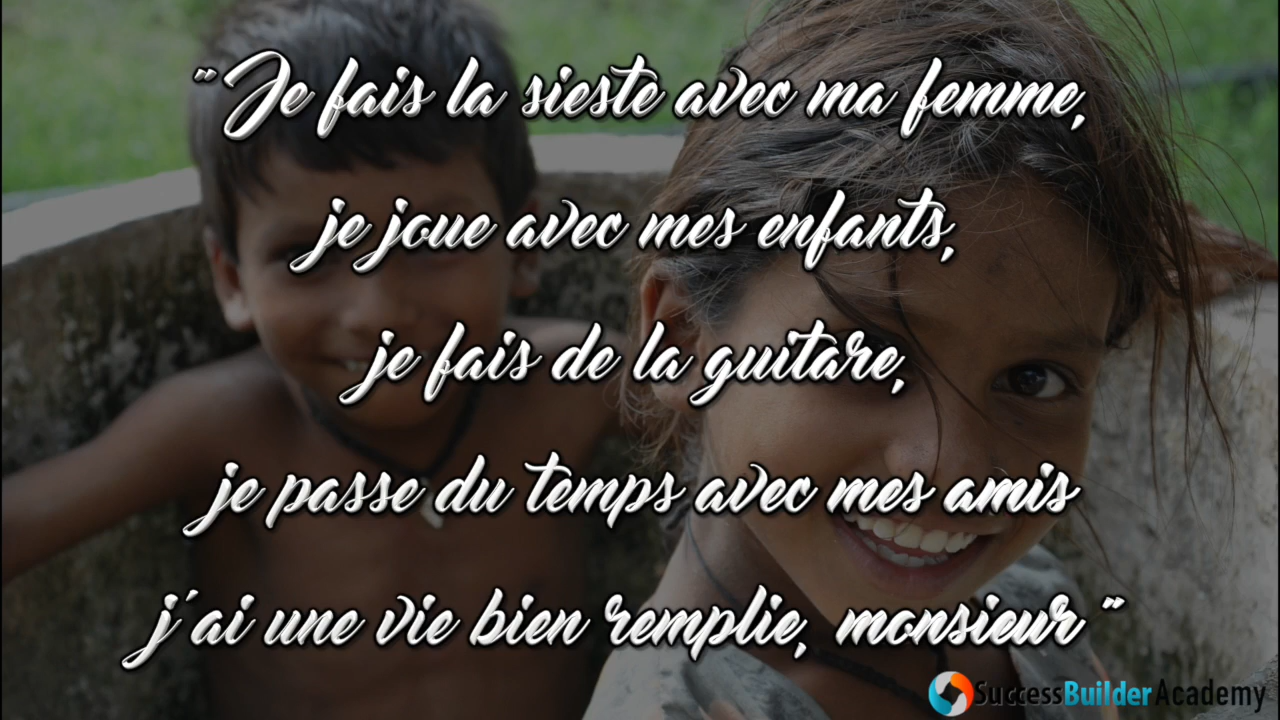 "Je fais la sieste avec ma femme,
je joue avec mes enfants,
je fais de la guitare,
je passe du temps avec mes amis
j'ai une vie bien remplie, monsieur"
SuccessBuilderAcademy